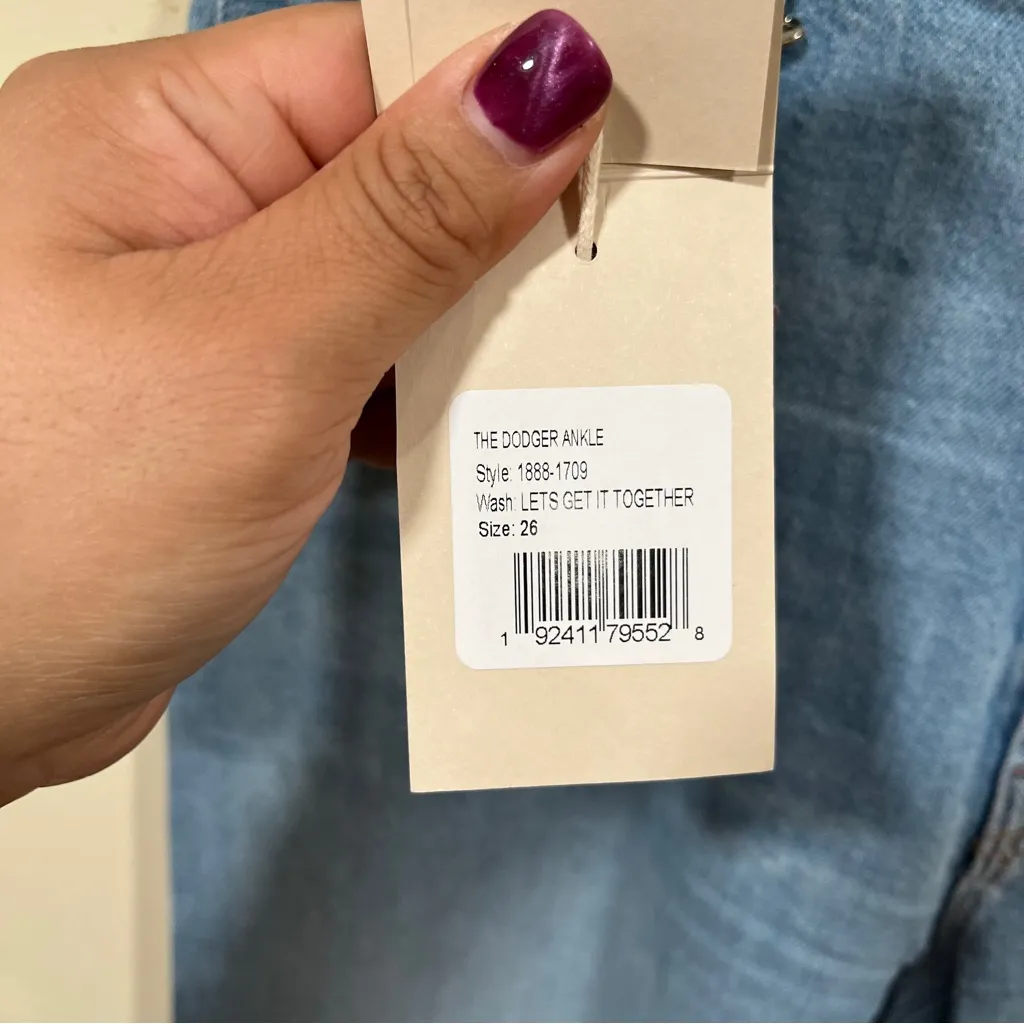 THE DODGER ANKLE
Style: 1888-1709
Wash: LETS GET IT TOGETHER
Size: 26
1 92411 79552 8